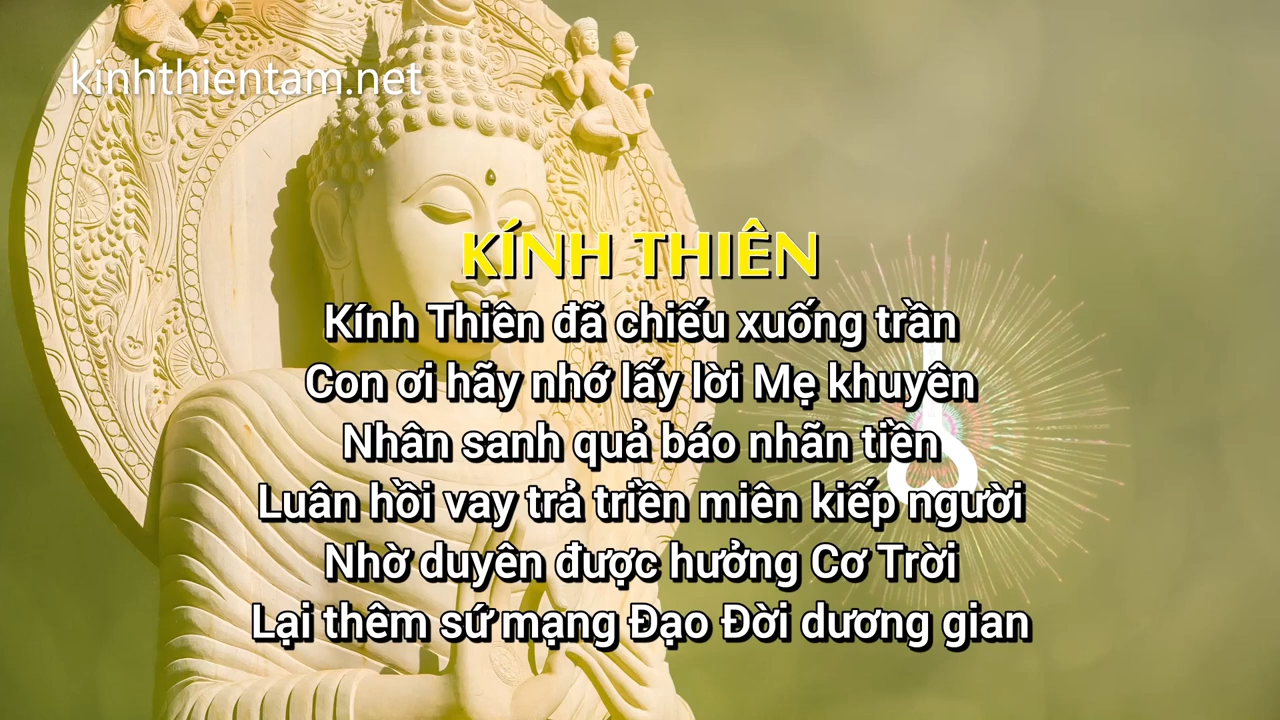 kinhthientam.net
KÍNH THIÊN
Kính Thiên đã chiếu xuống trần
Con ơi hãy nhớ lấy lời Mẹ khuyên
Nhân sanh quả báo nhãn tiền
Luân hồi vay trả triền miên kiếp người
Nhờ duyên được hưởng Cơ Trời
Lại thêm sứ mạng Đạo Đời dương gian